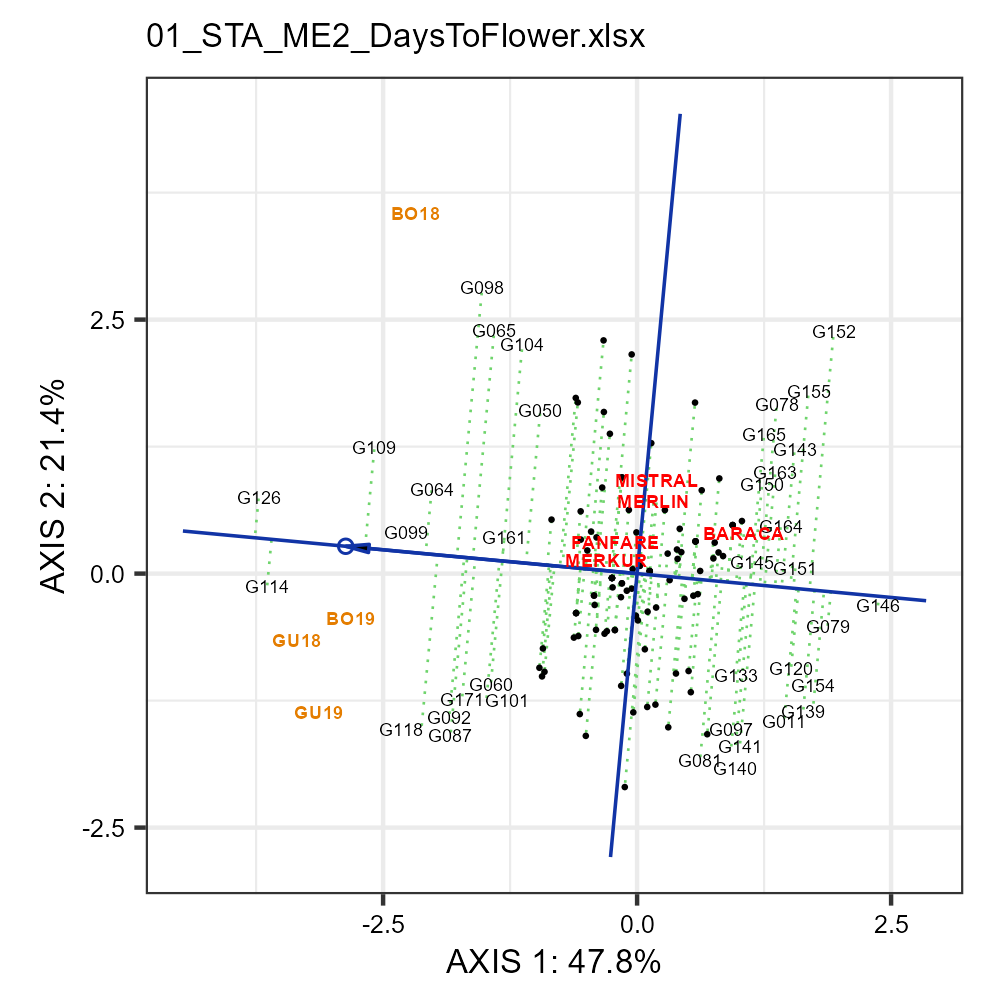 01_STA_ME2_DaysToFlower.xlsx
BO18
G098
G065
G152
G104
G155
G078
G050
G165
G109
G143
G163
MISTRAL
G150
G064
G126
MERLIN
G164
G099
BARACA
G161
FANFARE
MERKUR
G145
G051
G114
G146
BO19
G079
GU18
G120
G133
G060
G154
G171
G101
GU19
G139
G092
G011
G118
G097
G087
G141
G081
G140
2.5
0.0
-2.5
-2.5
0.0
2.5
AXIS 1: 47.8%
AXIS 2: 21.4%